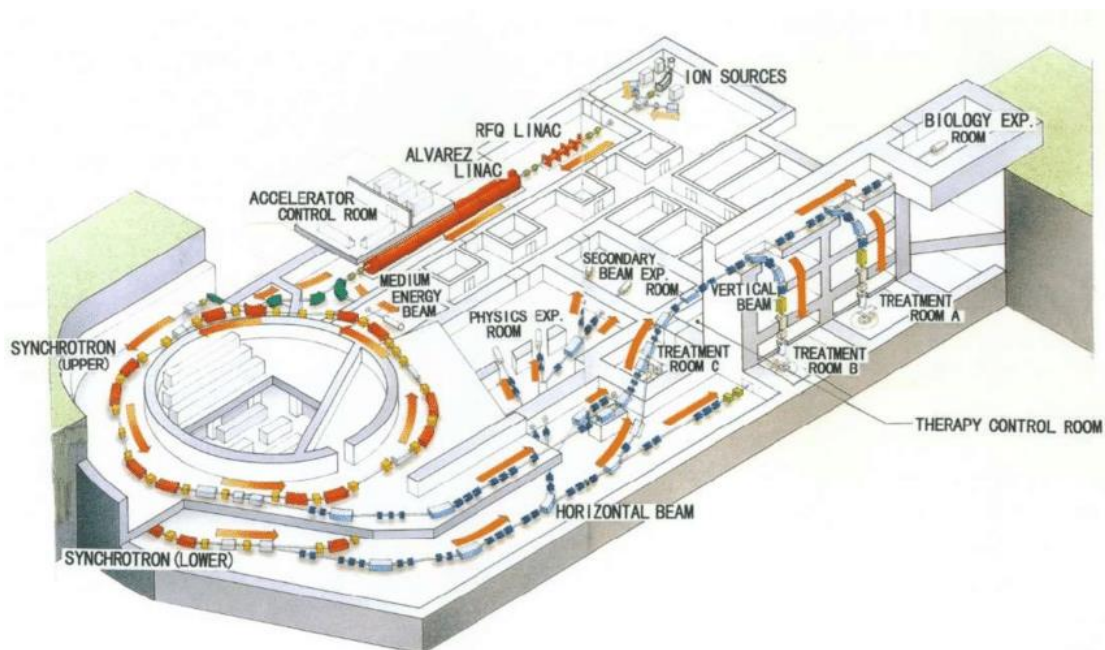 ION SOURCES
RFQ LINAC
ALVAREZ
LINAC
BIOLOGY EXP.
ROOM
ACCELERATOR
CONTROL ROOM
MEDIUM
ENERGY
BEAM
SECONDARY
BEAM EXP.
ROOM
VERTICAL
BEAM
PHYSICS EXP.
ROOM
TREATMENT
ROOM A
SYNCHROTRON
(UPPER)
TREATMENT
ROOM C
TREATMENT
ROOM B
THERAPY CONTROL ROOM
HORIZONTAL BEAM
SYNCHROTRON(LOWER)